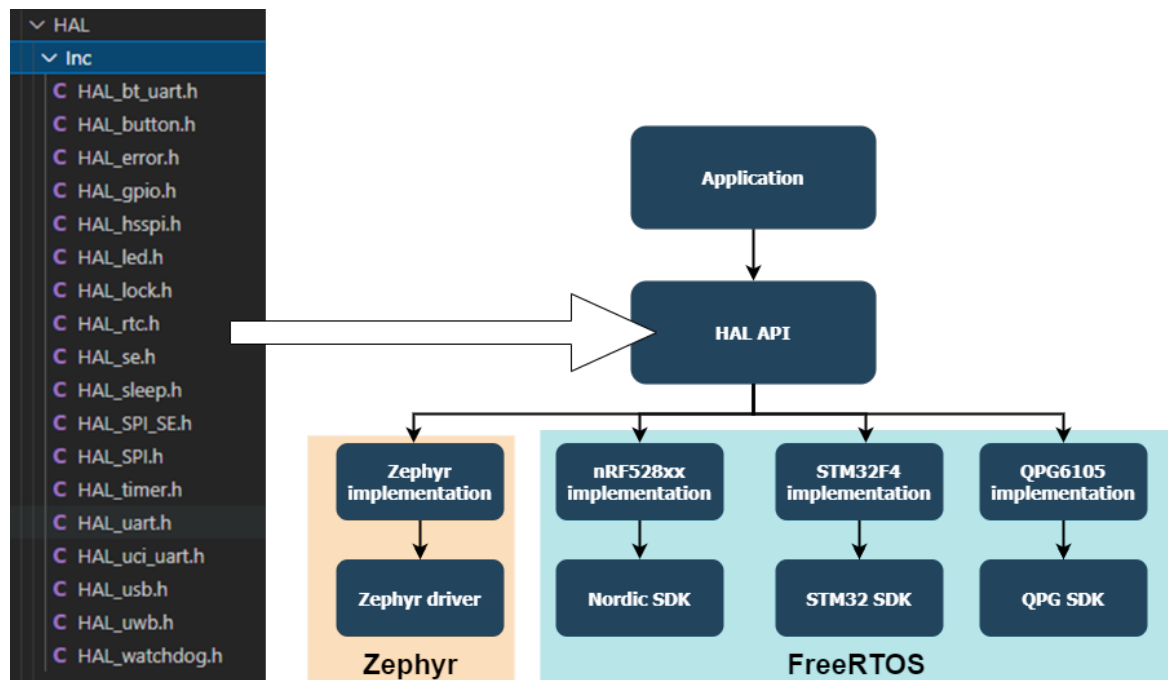 HAL
Inc
C HAL_bt_uart.h
C HAL_button.h
C HAL_error.h
C HAL_gpio.h
C HAL_hsspi.h
C HAL_led.h
C HAL_lock.h
C HAL_rtc.h
C HAL_se.h
C HAL_sleep.h
C HAL_SPI_SE.h
C HAL_SPI.h
C HAL_timer.h
C HAL_uart.h
C HAL_uci_uart.h
C HAL_usb.h
C HAL_uwb.h
C HAL_watchdog.h
Application
HAL API
Zephyr
implementation
nRF528xx
implementation
STM32F4
implementation
QPG6105
implementation
Zephyr driver
Nordic SDK
STM32 SDK
QPG SDK
Zephyr
FreeRTOS